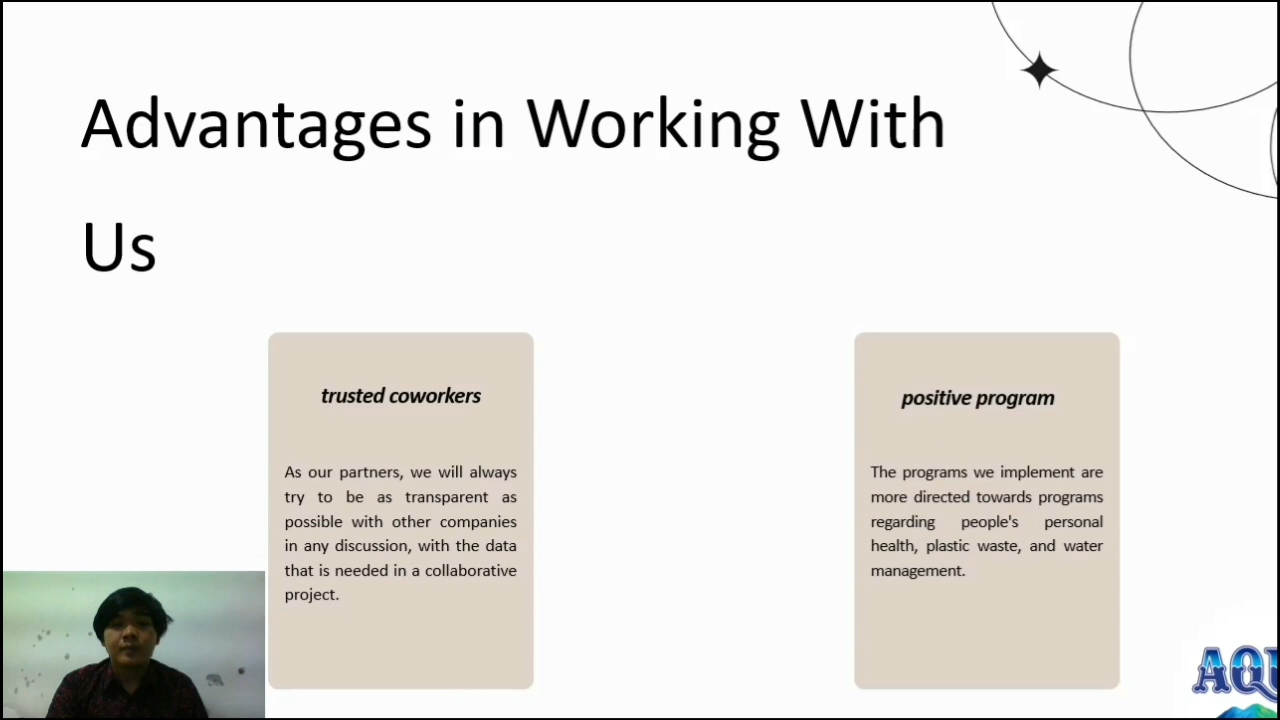 Advantages in Working With
Us
trusted coworkers
As our partners, we will always
try to be as transparent as
possible with other companies
in any discussion, with the data
that is needed in a collaborative
project.
positive program
The programs we implement are
more directed towards programs
regarding people's personal
health, plastic waste, and water
management.